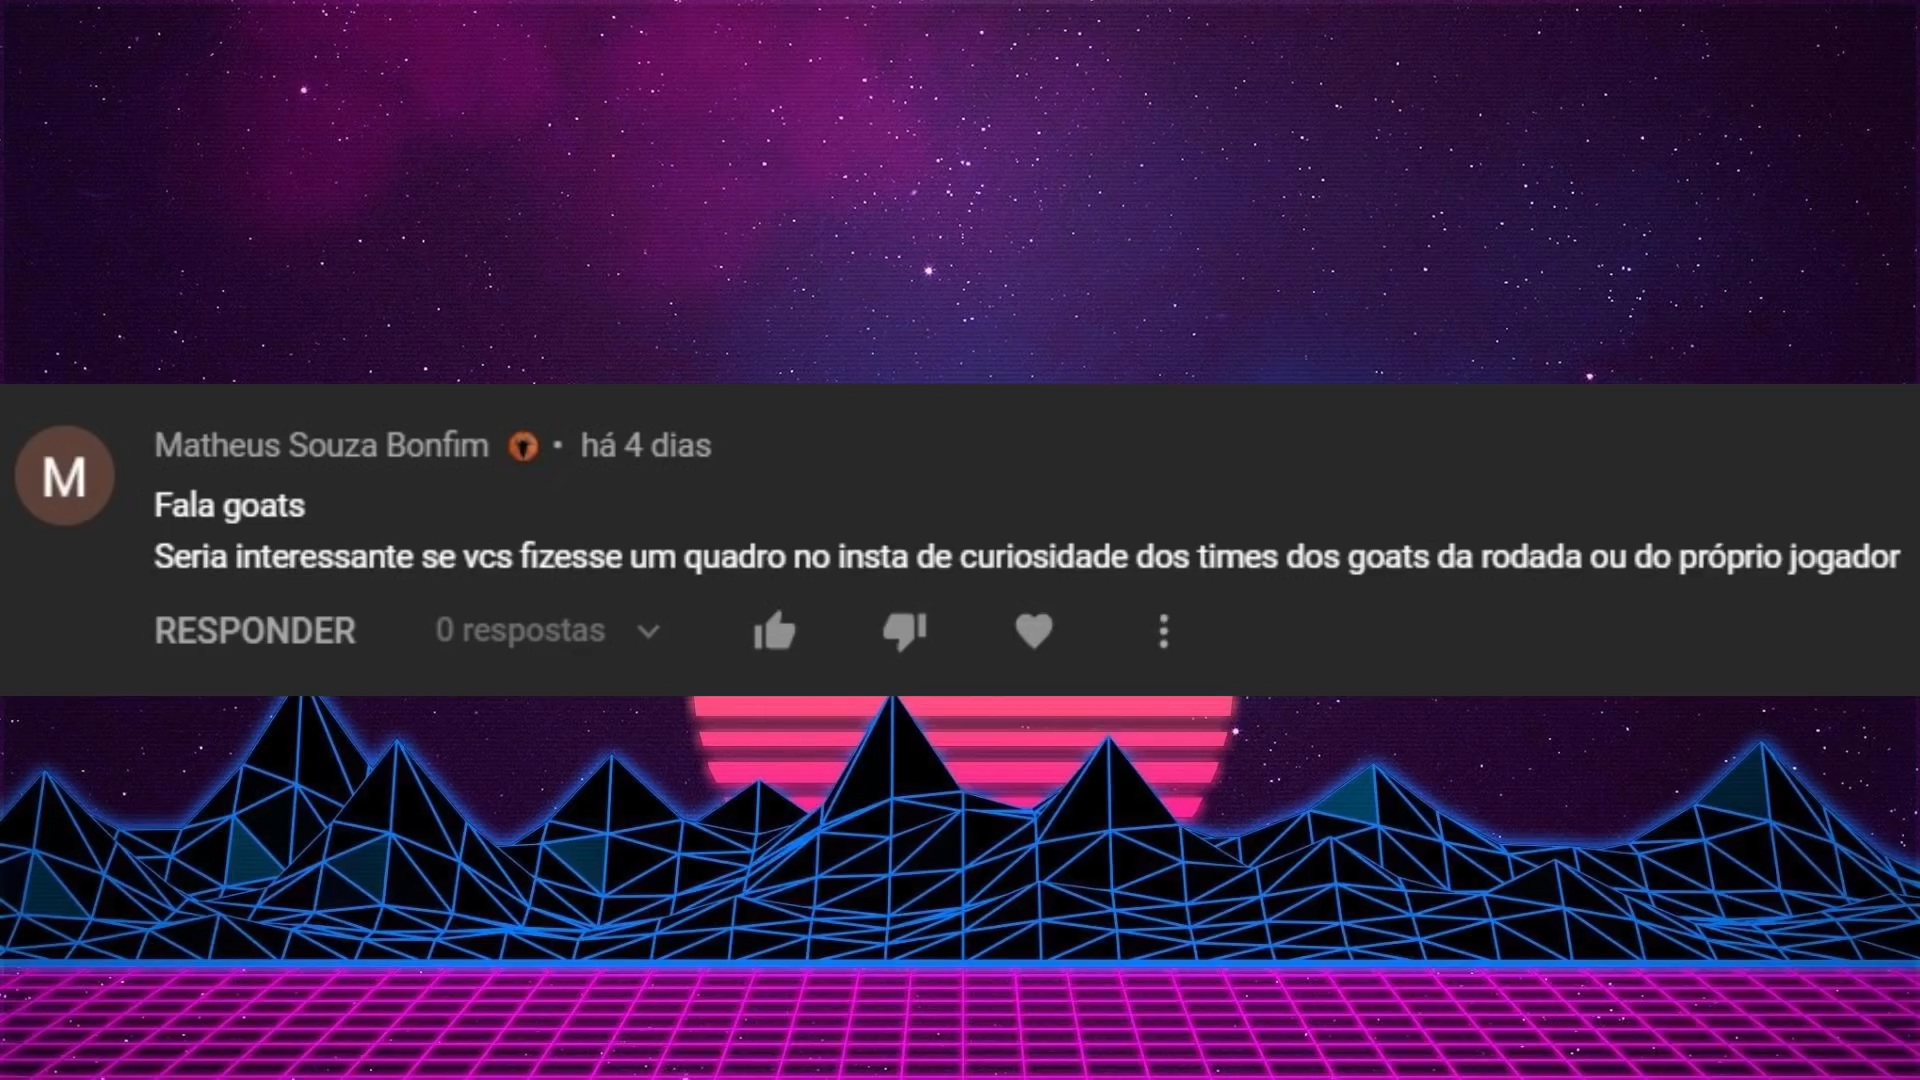 M
Matheus Souza Bonfim • há 4 dias
Fala goats
Seria interessante se vcs fizesse um quadro no insta de curiosidade dos times dos goats da rodada ou do próprio jogador
RESPONDER 0 respostas